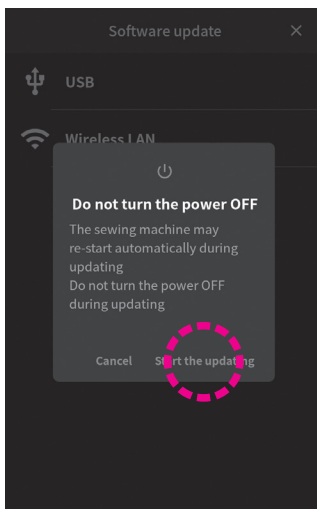 Software update
USB
Wireless LAN
Do not turn the power OFF
The sewing machine may
re-start automatically during
updating
Do not turn the power OFF
during updating
Cancel Start the updating